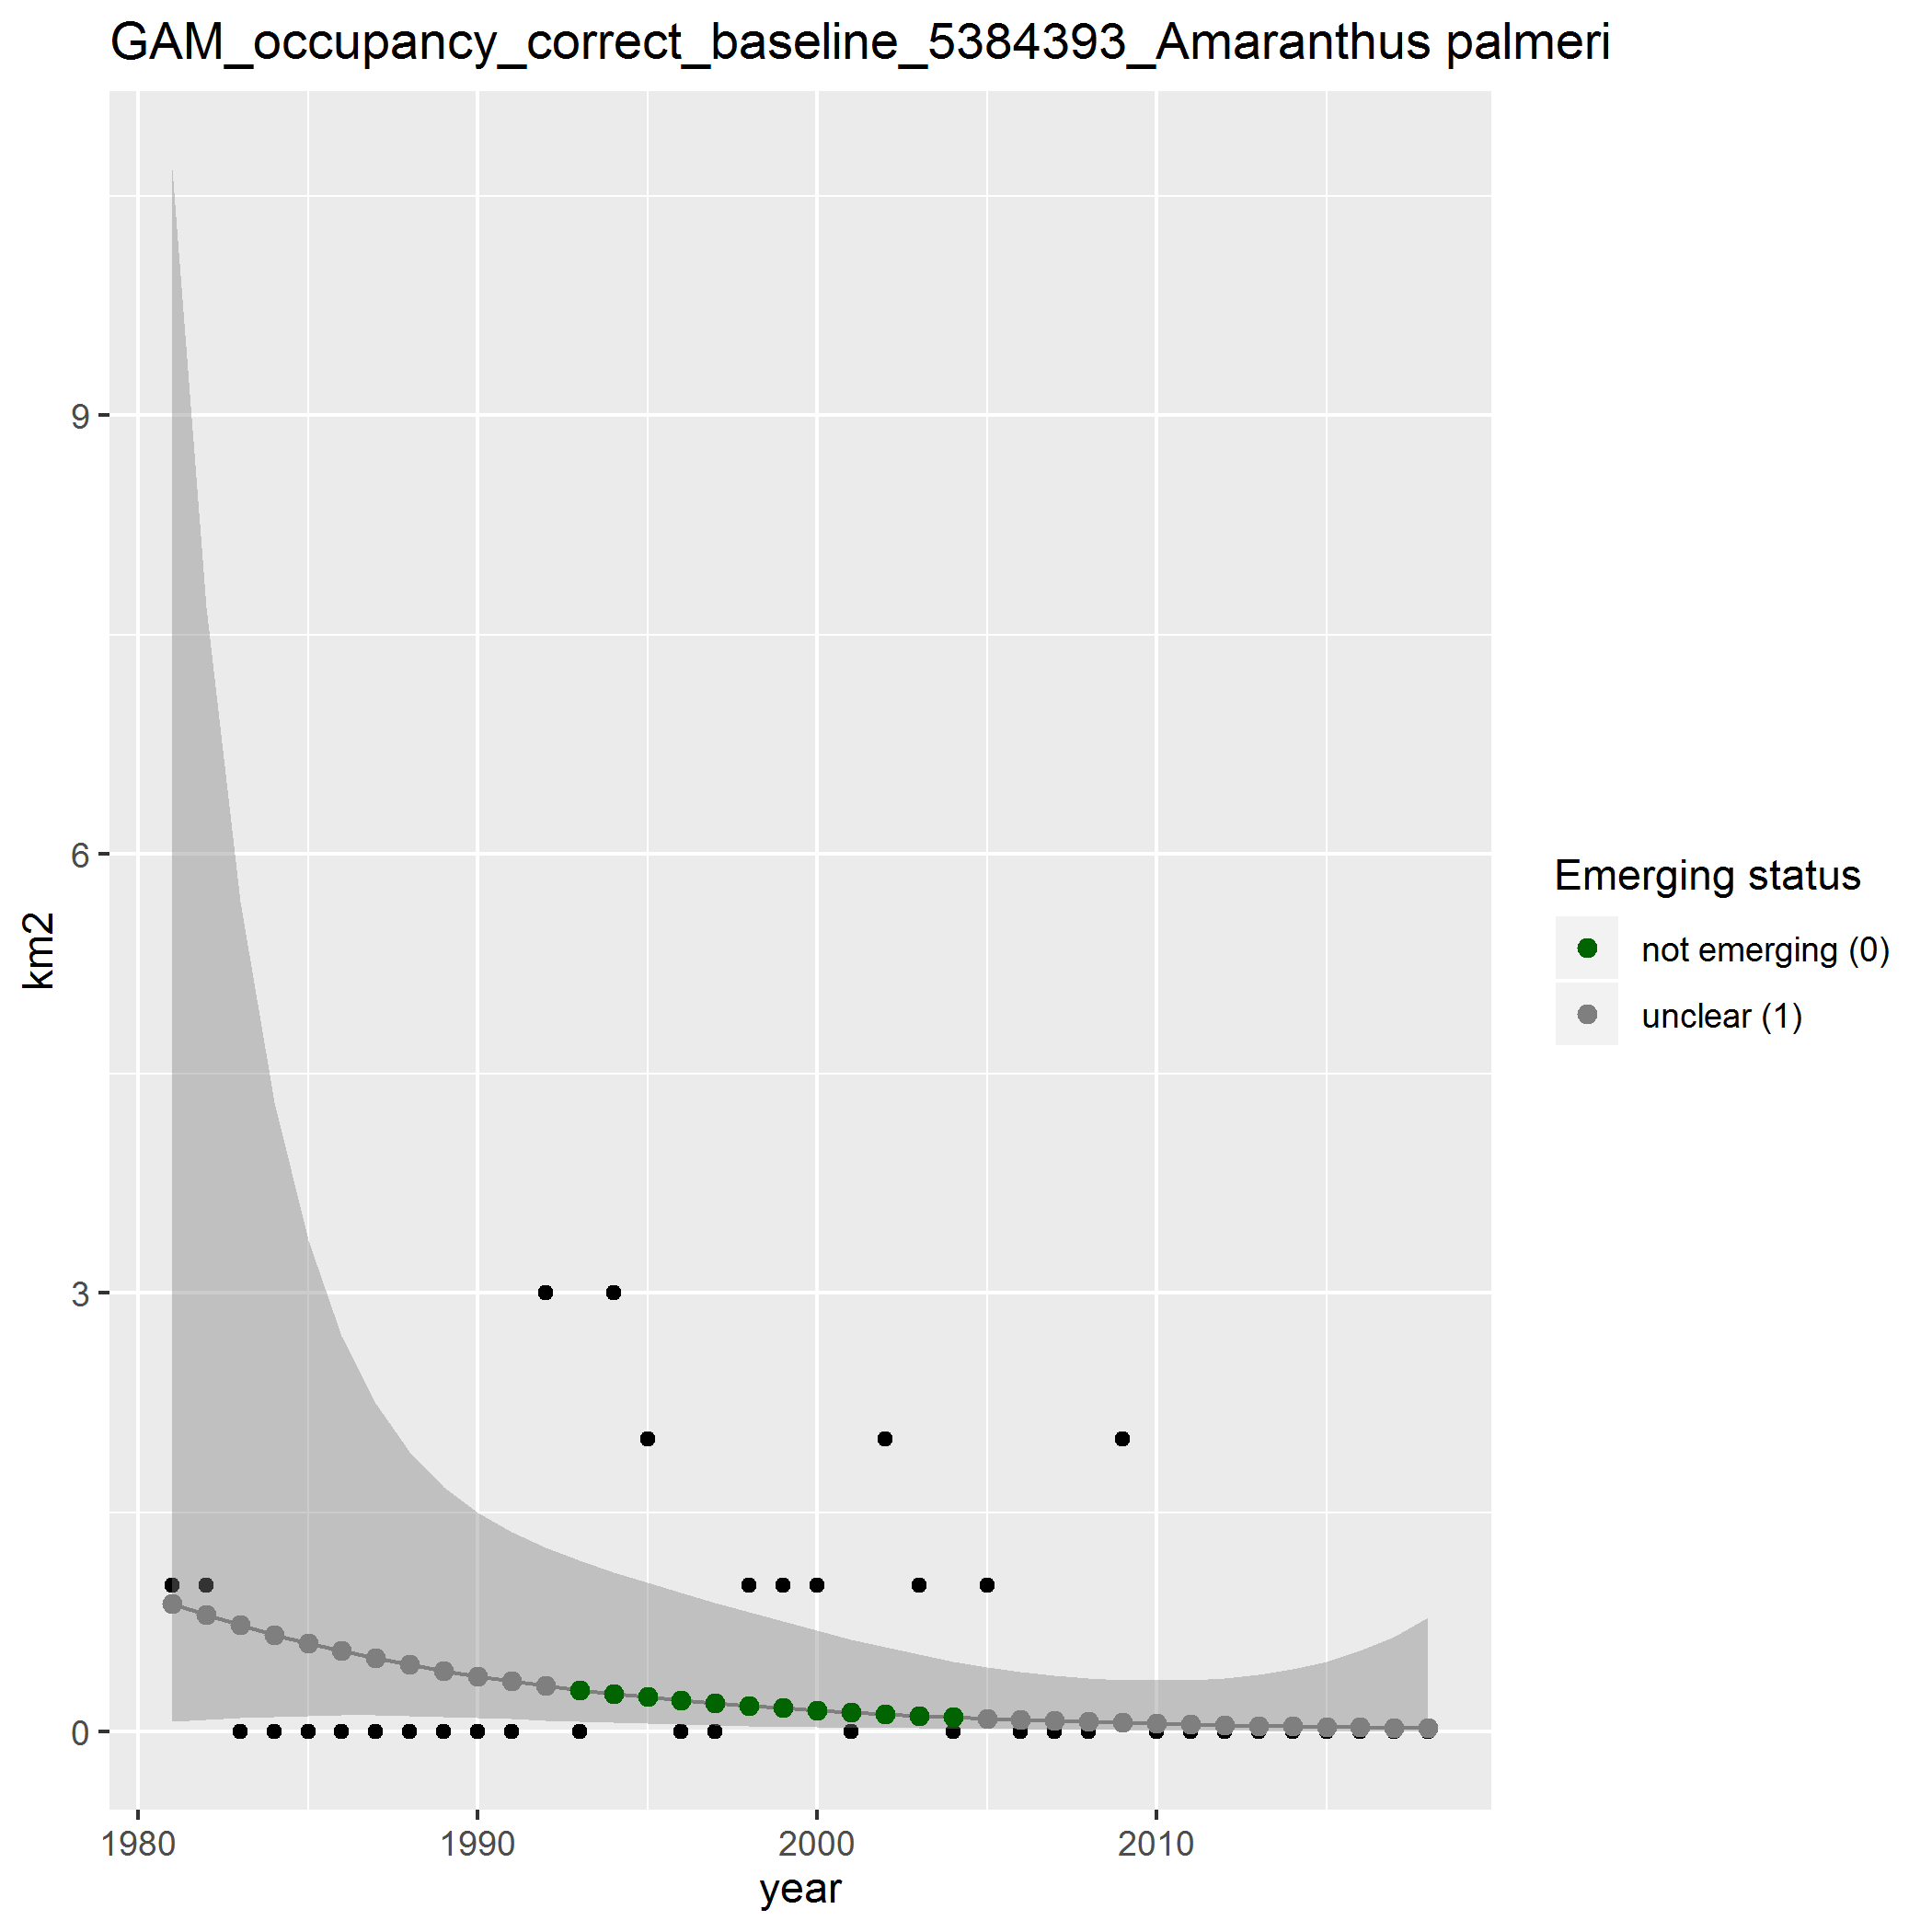 GAM_occupancy_correct_baseline_5384393_Amaranthus palmeri
km2
9
6
3
0
1980 1990 2000 2010
year
Emerging status
not emerging (0)
unclear (1)